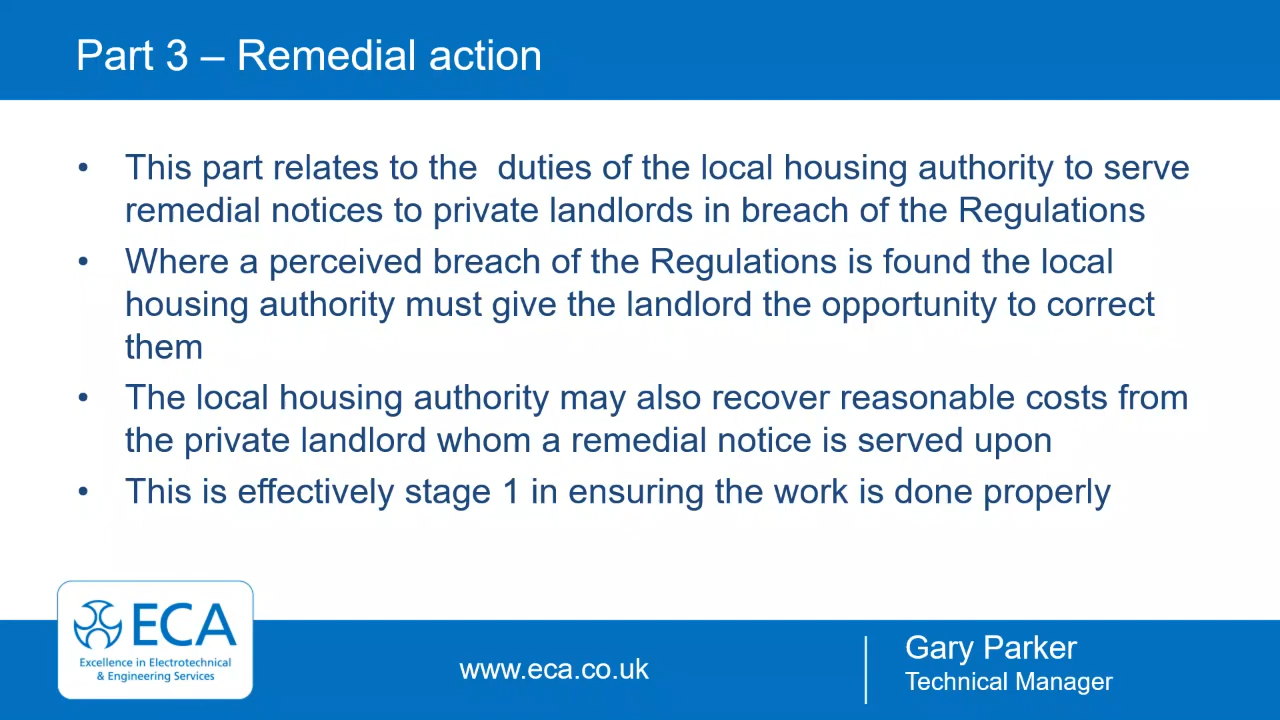 Part 3 – Remedial action
• This part relates to the  duties of the local housing authority to serve
remedial notices to private landlords in breach of the Regulations
• Where a perceived breach of the Regulations is found the local
housing authority must give the landlord the opportunity to correct
them
• The local housing authority may also recover reasonable costs from
the private landlord whom a remedial notice is served upon
• This is effectively stage 1 in ensuring the work is done properly
ECA
Excellence in Electrotechnical
& Engineering Services
www.eca.co.uk
Gary Parker
Technical Manager